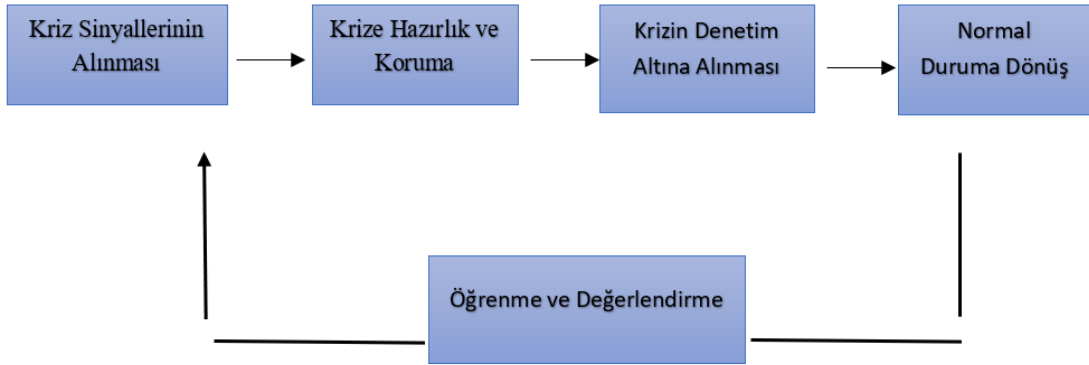 Kriz Sinyallerinin
Alınması
Krize Hazırlık ve
Koruma
Krizin Denetim
Altına Alınması
Normal
Duruma Dönüş
Öğrenme ve Değerlendirme